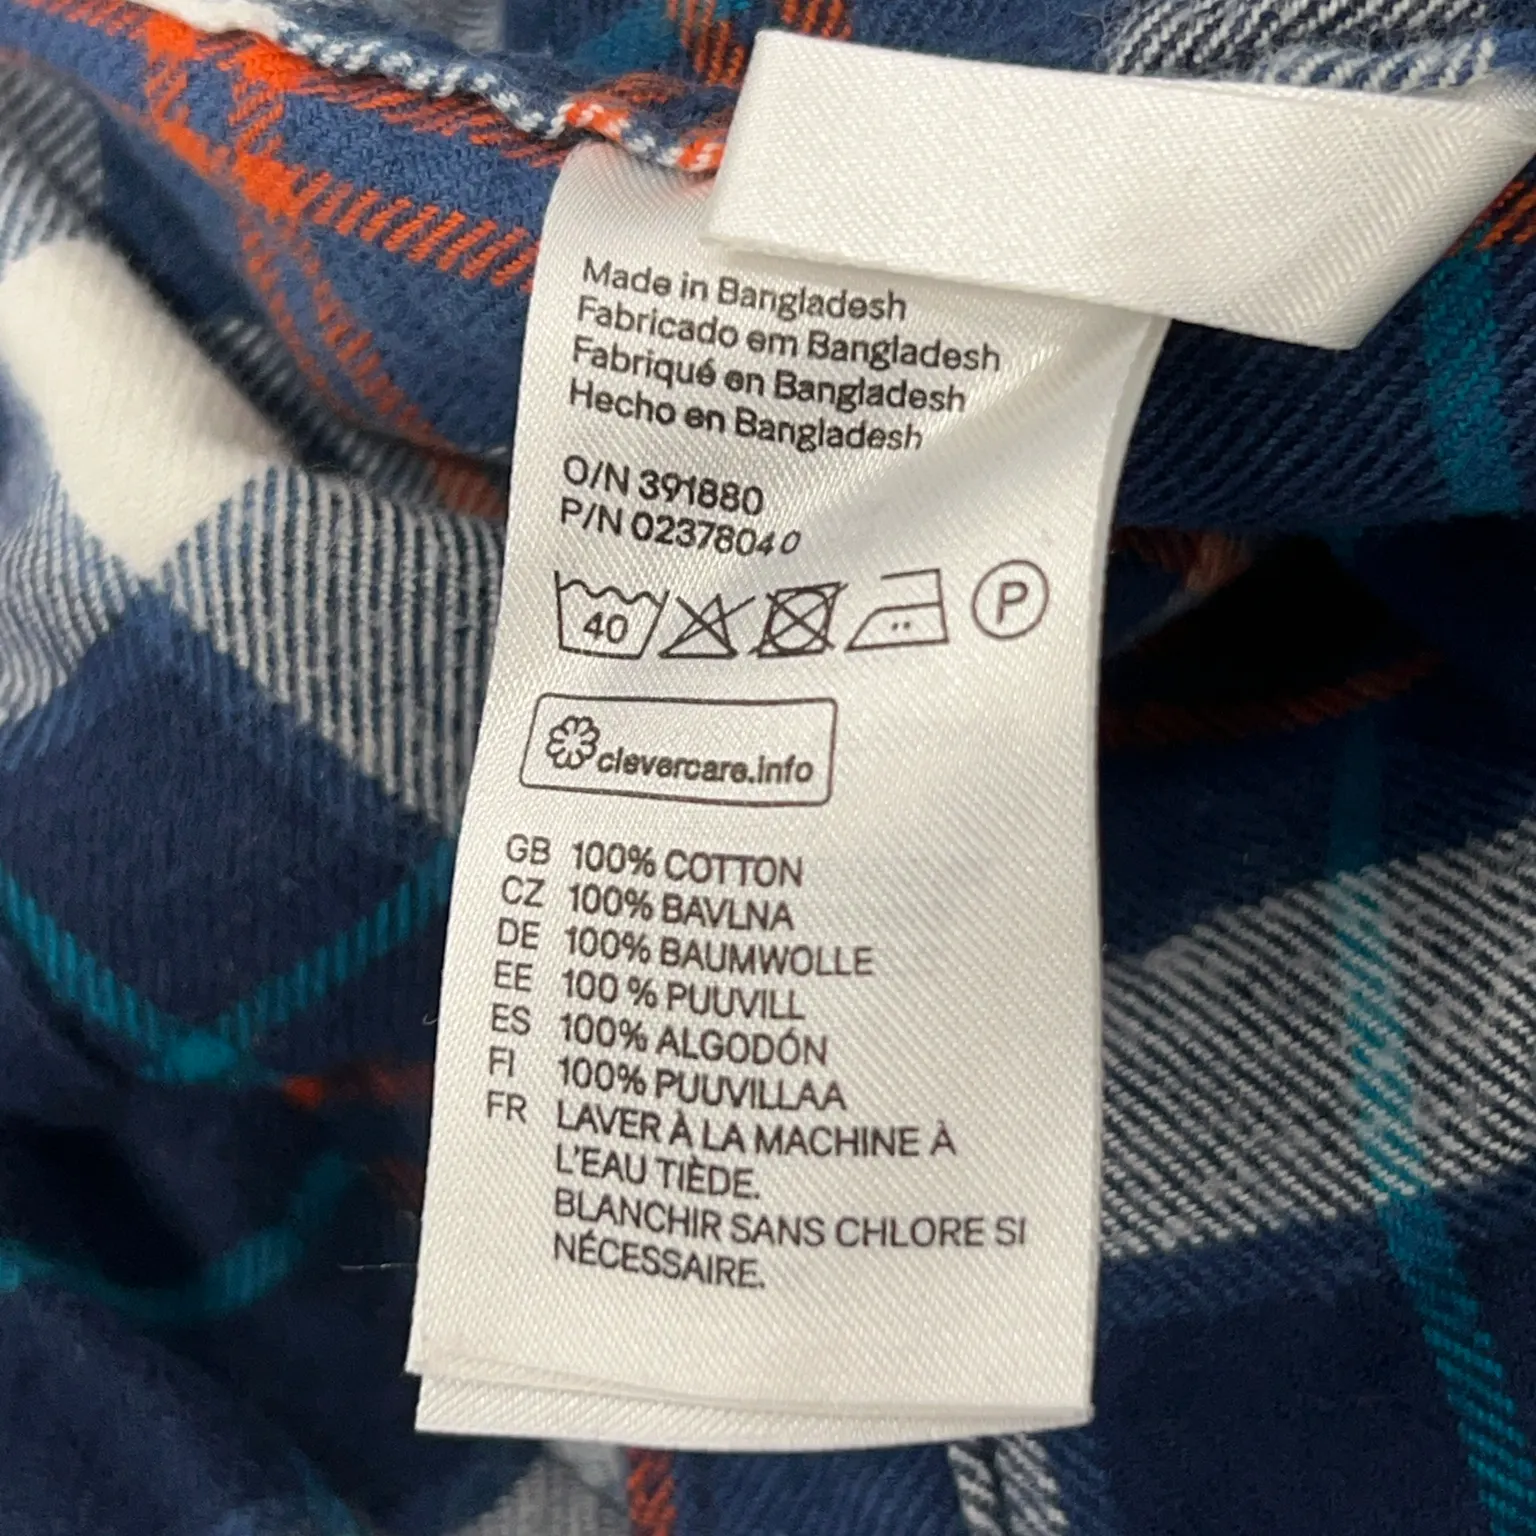 Made in Bangladesh
Fabricado em Bangladesh
Fabriqué en Bangladesh
Hecho en Bangladesh
O/N 391880
P/N 02378040
40 P
clevercare.info
GB 100% COTTON
CZ 100% BAVLNA
DE 100% BAUMWOLLE
EE 100 % PUUVILL
ES 100% ALGODÓN
FI 100% PUUVILLAA
FR LAVER À LA MACHINE À
L'EAU TIÈDE.
BLANCHIR SANS CHLORE SI
NÉCESSAIRE.